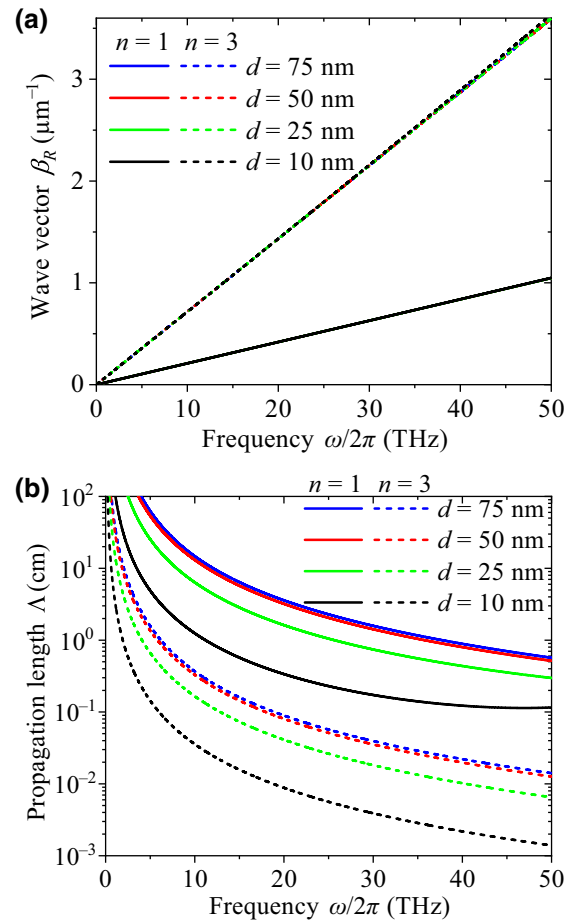 (a)
n = 1 n = 3
d = 75 nm
d = 50 nm
d = 25 nm
d = 10 nm
Wave vector β_R (μm⁻¹)
3
2
1
0
0 10 20 30 40 50
Frequency ω/2π (THz)
(b)
n = 1 n = 3
d = 75 nm
d = 50 nm
d = 25 nm
d = 10 nm
Propagation length Λ (cm)
10²
10¹
10⁰
10⁻¹
10⁻²
10⁻³
0 10 20 30 40 50
Frequency ω/2π (THz)